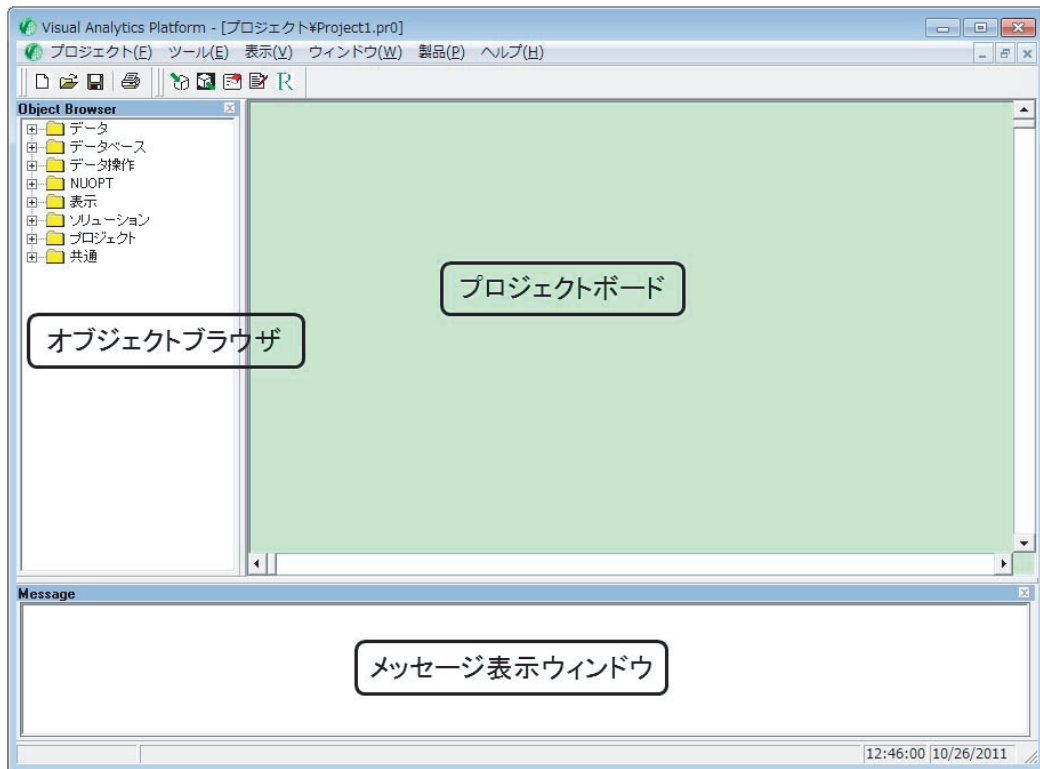 Visual Analytics Platform - [プロジェクト¥Project1.pr0]
プロジェクト(F) ツール(E) 表示(V) ウィンドウ(W) 製品(P) ヘルプ(H)
R
Object Browser
データ
データベース
データ操作
NUOPT
表示
ソリューション
プロジェクト
共通
プロジェクトボード
オブジェクトブラウザ
Message
メッセージ表示ウィンドウ
12:46:00 10/26/2011